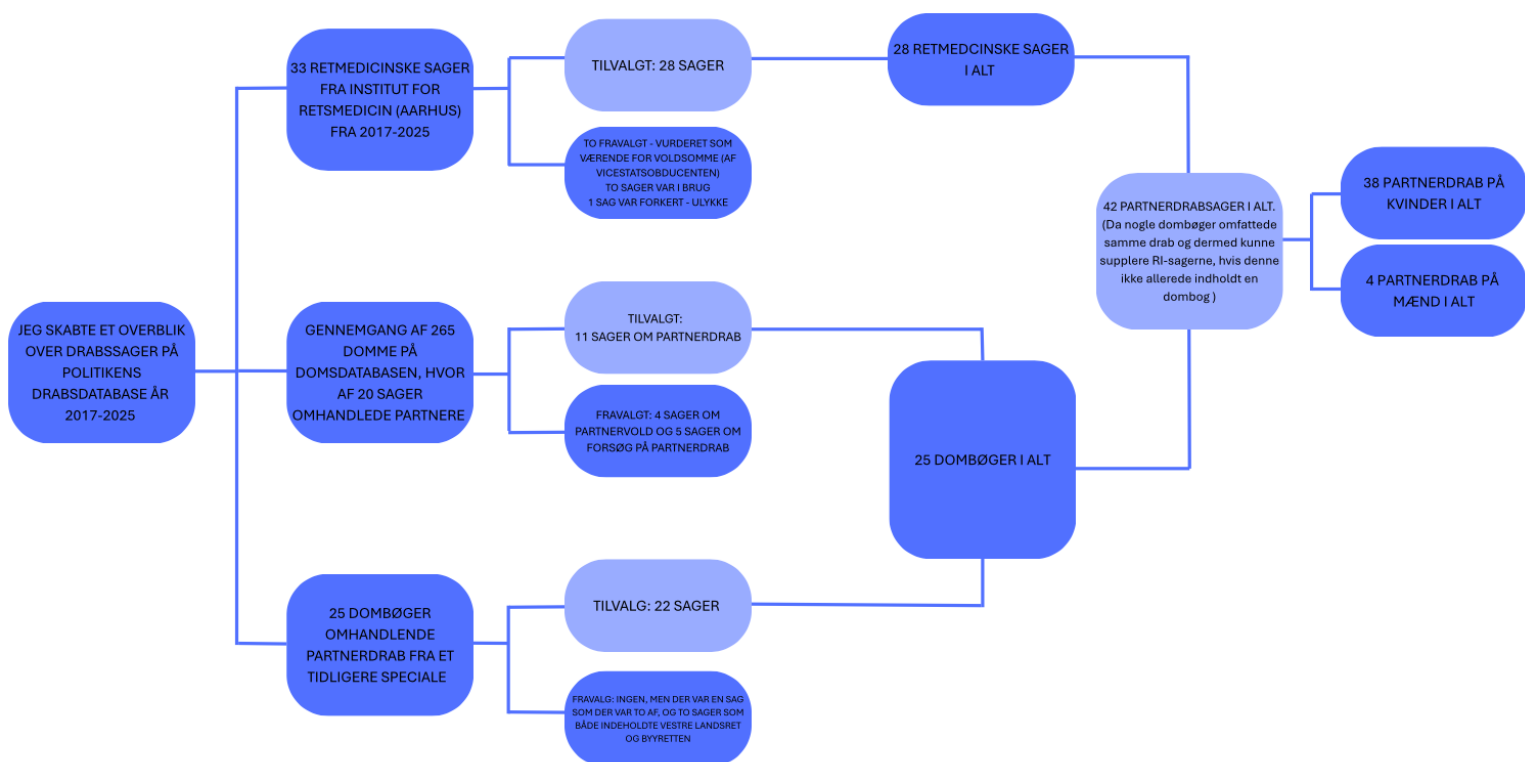 JEG SKABTE ET OVERBLIK
OVER DRABSSAGER PÅ
POLITIKENS
DRABSDATABASE ÅR
2017-2025
33 RETMEDICINSKE SAGER
FRA INSTITUT FOR
RETSMEDICIN (AARHUS)
FRA 2017-2025
TILVALGT: 28 SAGER
TO FRAVALGT - VURDERET SOM
VÆRENDE FOR VOLDSOMME (AF
VICESTATSOBDUCENTEN)
TO SAGER VAR I BRUG
1 SAG VAR FORKERT - ULYKKE
28 RETMEDCINSKE SAGER
I ALT
GENNEMGANG AF 265
DOMME PÅ
DOMSDATABASEN, HVOR
AF 20 SAGER
OMHANDLEDE PARTNERE
TILVALGT:
11 SAGER OM PARTNERDRAB
FRAVALGT: 4 SAGER OM
PARTNERVOLD OG 5 SAGER OM
FORSØG PÅ PARTNERDRAB
25 DOMBØGER
OMHANDLENDE
PARTNERDRAB FRA ET
TIDLIGERE SPECIALE
TILVALG: 22 SAGER
FRAVALG: INGEN, MEN DER VAR EN SAG
SOM DER VAR TO AF, OG TO SAGER SOM
BÅDE INDEHOLDTE VESTRE LANDSRET
OG BYYRETTEN
25 DOMBØGER I ALT
42 PARTNERDRABSAGER I ALT.
(Da nogle dombøger omfattede
samme drab og dermed kunne
supplere RI-sagerne, hvis denne
ikke allerede indholdt en
dombog )
38 PARTNERDRAB PÅ
KVINDER I ALT
4 PARTNERDRAB PÅ
MÆND I ALT